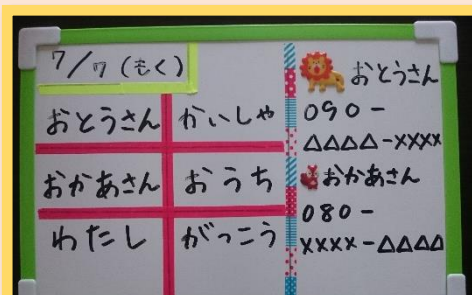 7/7(もく)
おとうさん かいしゃ
おかあさん おうち
わたし がっこう
おとうさん
090-
△△△△-××××
おかあさん
080-
××××-△△△△